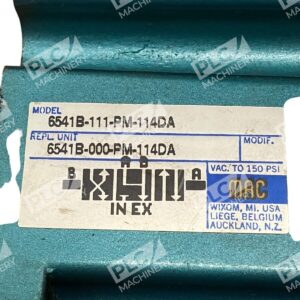 MODEL
6541B-111-PM-114DA
REPL. UNIT MODIF.
6541B-000-PM-114DA
A B
B A
IN EX
VAC. TO 150 PSI
MAC
WIXOM, MI. USA
LIEGE, BELGIUM
AUCKLAND, N.Z.
PLC
MACHINERY